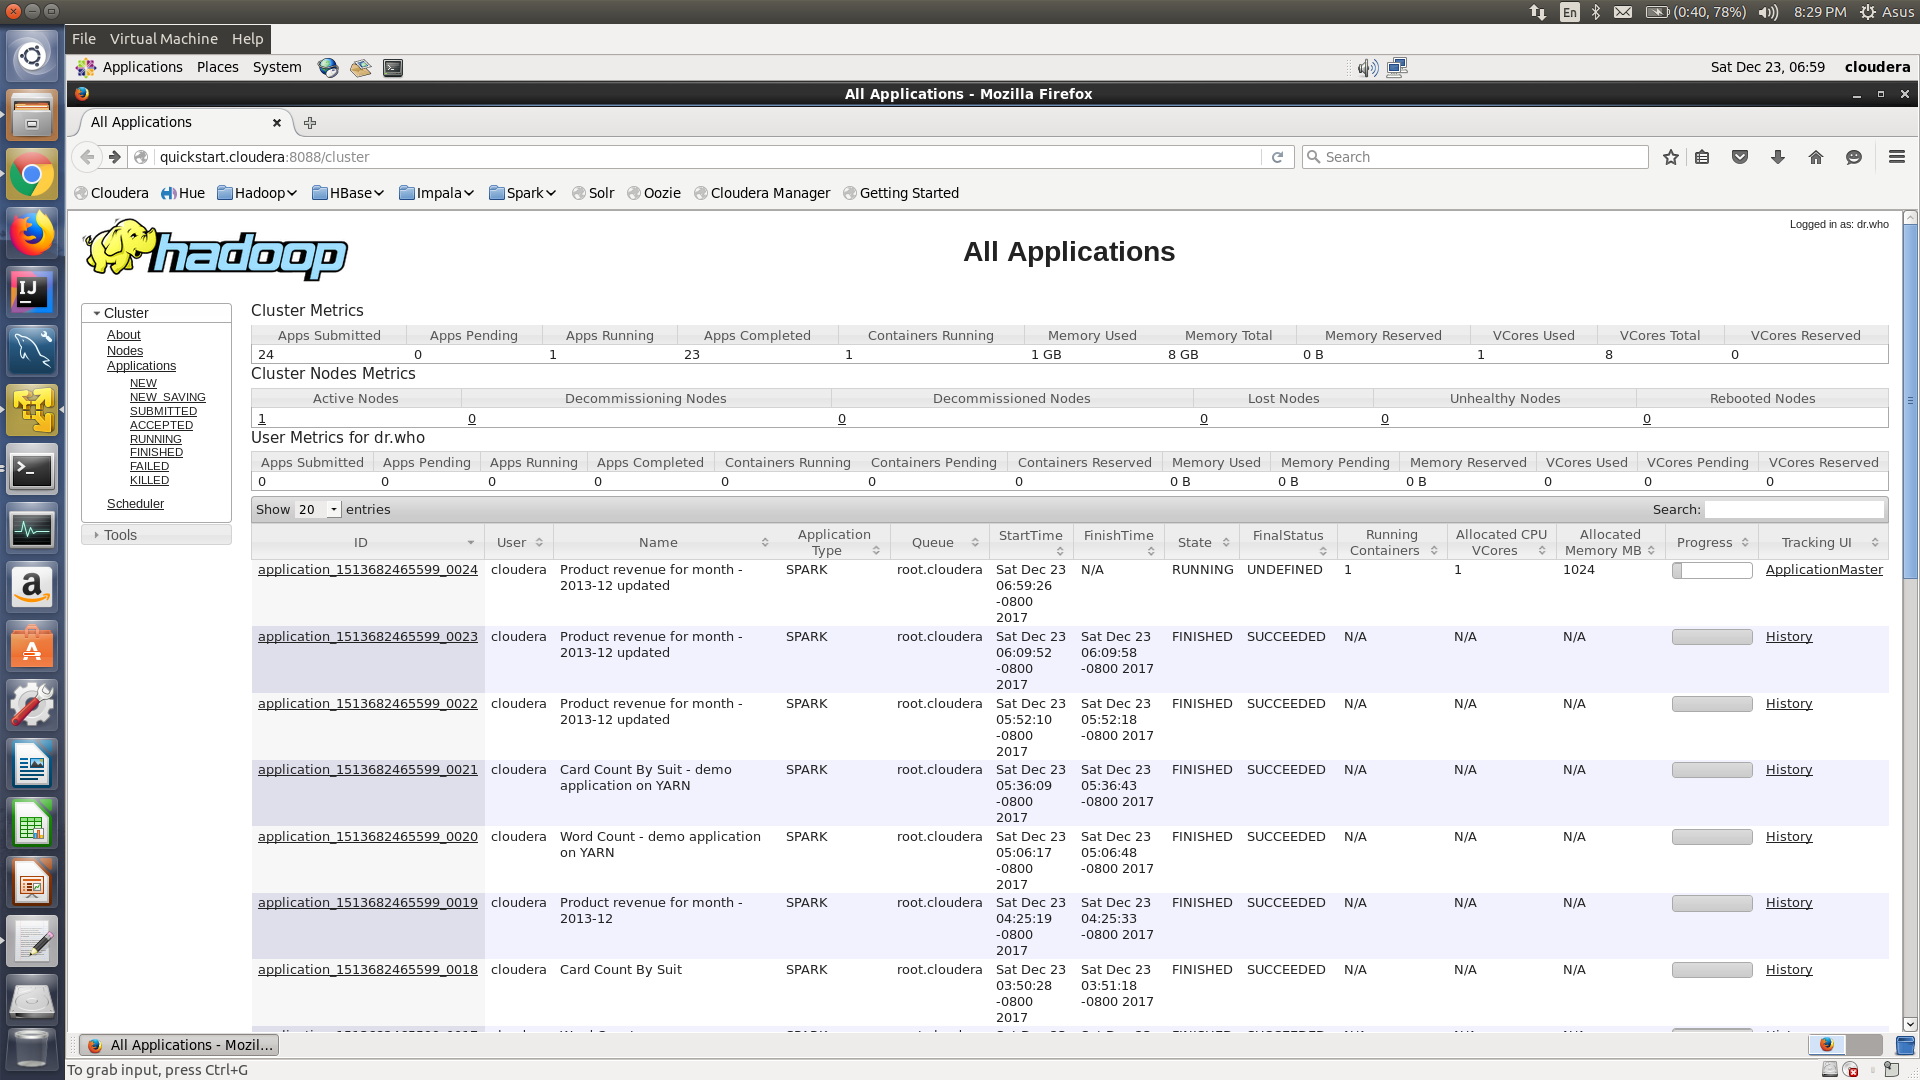 (0:40, 78%) 8:29 PM Asus
En
File Virtual Machine Help
Applications Places System Sat Dec 23, 06:59 cloudera
All Applications - Mozilla Firefox
All Applications
quickstart.cloudera:8088/cluster Search
Cloudera Hue Hadoop HBase Impala Spark Solr Oozie Cloudera Manager Getting Started
Logged in as: dr.who
hadoop
All Applications
Cluster
About
Nodes
Applications
NEW
NEW_SAVING
SUBMITTED
ACCEPTED
RUNNING
FINISHED
FAILED
KILLED
Scheduler
Tools
Cluster Metrics
Apps Submitted Apps Pending Apps Running Apps Completed Containers Running Memory Used Memory Total Memory Reserved VCores Used VCores Total VCores Reserved
24 0 1 23 1 1 GB 8 GB 0 B 1 8 0
Cluster Nodes Metrics
Active Nodes Decommissioning Nodes Decommissioned Nodes Lost Nodes Unhealthy Nodes Rebooted Nodes
1 0 0 0 0 0
User Metrics for dr.who
Apps Submitted Apps Pending Apps Running Apps Completed Containers Running Containers Pending Containers Reserved Memory Used Memory Pending Memory Reserved VCores Used VCores Pending VCores Reserved
0 0 0 0 0 0 0 0 B 0 B 0 B 0 0 0
Show 20 entries Search:
ID User Name Application Type Queue StartTime FinishTime State FinalStatus Running Containers Allocated CPU VCores Allocated Memory MB Progress Tracking UI
application_1513682465599_0024 cloudera Product revenue for month - SPARK root.cloudera Sat Dec 23 N/A RUNNING UNDEFINED 1 1 1024 ApplicationMaster
2013-12 updated 06:59:26
-0800
2017
application_1513682465599_0023 cloudera Product revenue for month - SPARK root.cloudera Sat Dec 23 Sat Dec 23 FINISHED SUCCEEDED N/A N/A N/A History
2013-12 updated 06:09:52 06:09:58
-0800 -0800 2017
2017
application_1513682465599_0022 cloudera Product revenue for month - SPARK root.cloudera Sat Dec 23 Sat Dec 23 FINISHED SUCCEEDED N/A N/A N/A History
2013-12 updated 05:52:10 05:52:18
-0800 -0800 2017
2017
application_1513682465599_0021 cloudera Card Count By Suit - demo SPARK root.cloudera Sat Dec 23 Sat Dec 23 FINISHED SUCCEEDED N/A N/A N/A History
application on YARN 05:36:09 05:36:43
-0800 -0800 2017
2017
application_1513682465599_0020 cloudera Word Count - demo application SPARK root.cloudera Sat Dec 23 Sat Dec 23 FINISHED SUCCEEDED N/A N/A N/A History
on YARN 05:06:17 05:06:48
-0800 -0800 2017
2017
application_1513682465599_0019 cloudera Product revenue for month - SPARK root.cloudera Sat Dec 23 Sat Dec 23 FINISHED SUCCEEDED N/A N/A N/A History
2013-12 04:25:19 04:25:33
-0800 -0800 2017
2017
application_1513682465599_0018 cloudera Card Count By Suit SPARK root.cloudera Sat Dec 23 Sat Dec 23 FINISHED SUCCEEDED N/A N/A N/A History
03:50:28 03:51:18
-0800 -0800 2017
2017
All Applications - Mozil...
To grab input, press Ctrl+G